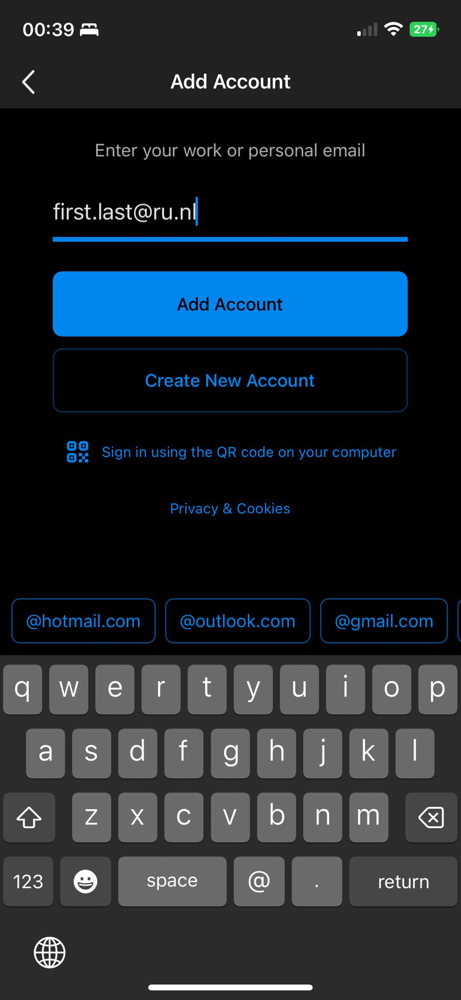 00:39
27
Add Account
Enter your work or personal email
first.last@ru.nl
Add Account
Create New Account
Sign in using the QR code on your computer
Privacy & Cookies
@hotmail.com @outlook.com @gmail.com
q w e r t y u i o p
a s d f g h j k l
z x c v b n m
123 space @ . return